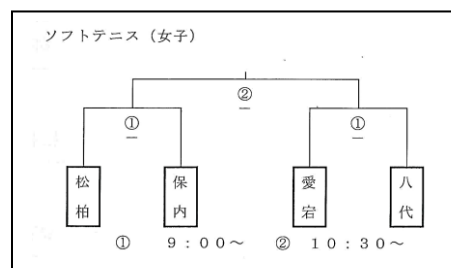 ソフトテニス（女子）
②
① ①
松柏 保内 愛宕 八代
① 9：00～ ② 10：30～